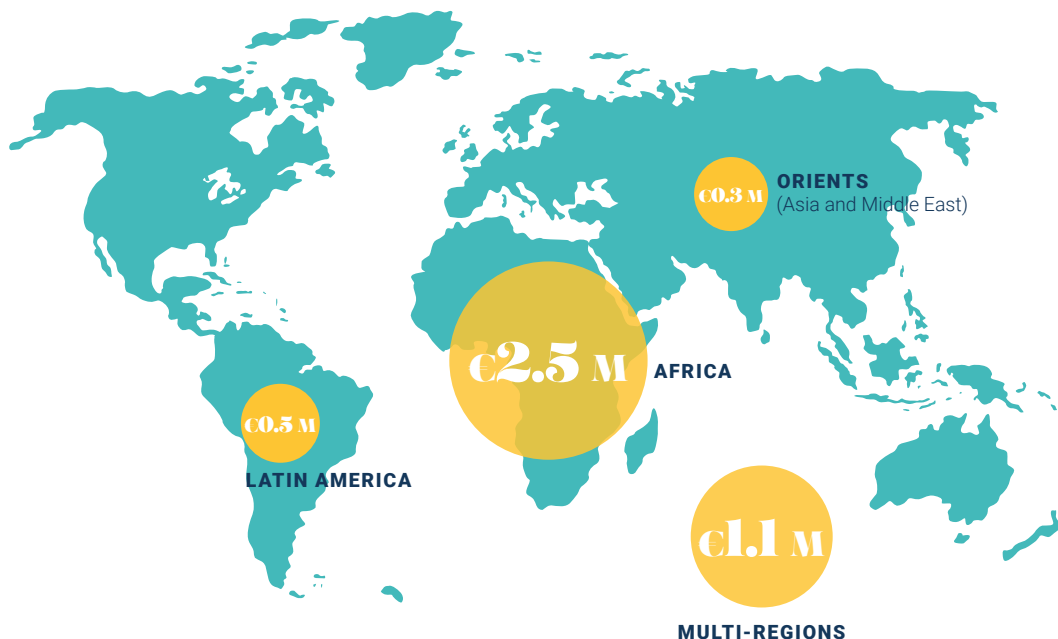 €0.3 M
ORIENTS
(Asia and Middle East)
€2.5 M
AFRICA
€0.5 M
LATIN AMERICA
€1.1 M
MULTI-REGIONS